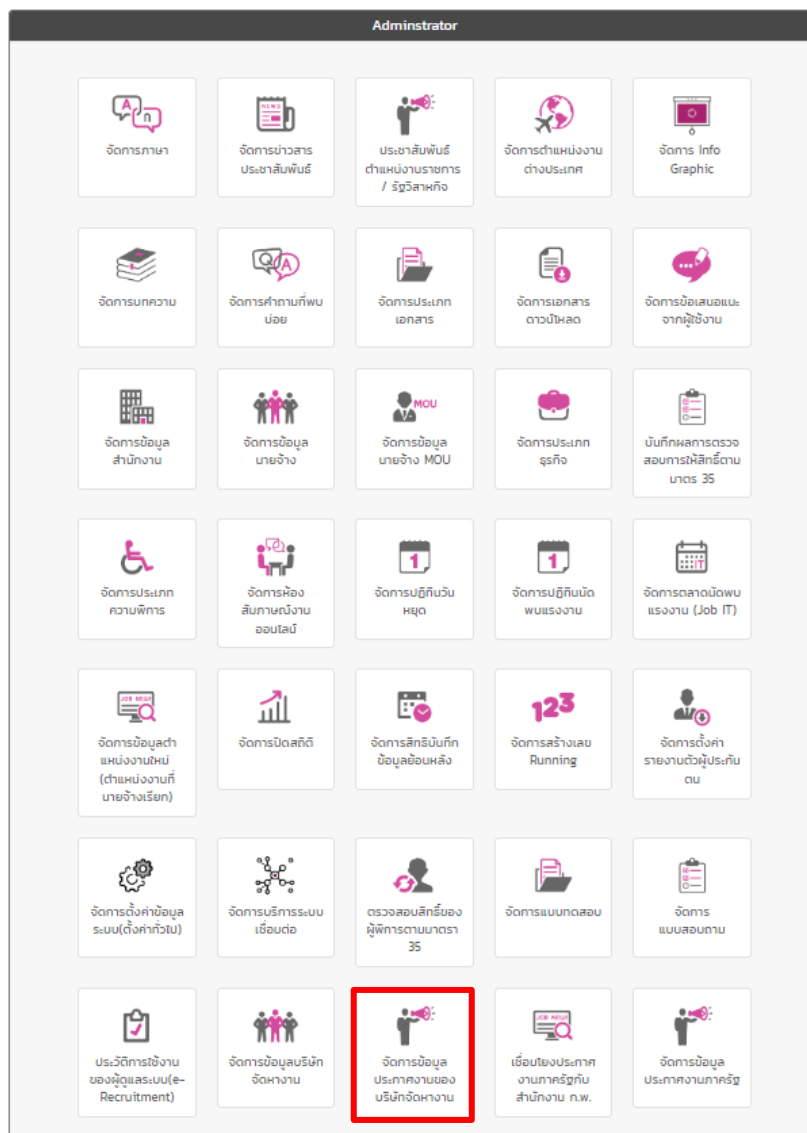 Adminstrator
จัดการภาษา
จัดการข่าวสาร
ประชาสัมพันธ์
ประชาสัมพันธ์
ตำแหน่งงานราชการ
/ รัฐวิสาหกิจ
จัดการตำแหน่งงาน
ต่างประเทศ
จัดการ Info
Graphic
จัดการบทความ
จัดการคำถามที่พบ
บ่อย
จัดการประเภท
เอกสาร
จัดการเอกสาร
ดาวน์โหลด
จัดการข้อเสนอแนะ
จากผู้ใช้งาน
จัดการข้อมูล
สำนักงาน
จัดการข้อมูล
นายจ้าง
MOU
จัดการข้อมูล
นายจ้าง MOU
จัดการประเภท
ธุรกิจ
บันทึกผลการตรวจ
สอบการให้สิทธิ์ตาม
มาตร 35
จัดการประเภท
ความพิการ
จัดการห้อง
สัมภาษณ์งาน
ออนไลน์
1
จัดการปฏิทินวัน
หยุด
1
จัดการปฏิทินนัด
พบแรงงาน
IT
จัดการตลาดนัดพบ
แรงงาน (Job IT)
จัดการข้อมูลตำ
แหน่งงานใหม่
(ตำแหน่งงานที่
นายจ้างเรียก)
จัดการปิดสถิติ
จัดการสิทธิบันทึก
ข้อมูลย้อนหลัง
123
จัดการสร้างเลข
Running
จัดการตั้งค่า
รายงานตัวผู้ประกัน
ตน
จัดการตั้งค่าข้อมูล
ระบบ(ตั้งค่าทั่วไป)
จัดการบริการระบบ
เชื่อมต่อ
ตรวจสอบสิทธิ์ของ
ผู้พิการตามมาตรา
35
จัดการแบบทดสอบ
จัดการ
แบบสอบถาม
ประวัติการใช้งาน
ของผู้ดูแลระบบ(e-
Recruitment)
จัดการข้อมูลบริษัท
จัดหางาน
จัดการข้อมูล
ประกาศงานของ
บริษัทจัดหางาน
เชื่อมโยงประกาศ
งานภาครัฐกับ
สำนักงาน ก.พ.
จัดการข้อมูล
ประกาศงานภาครัฐ